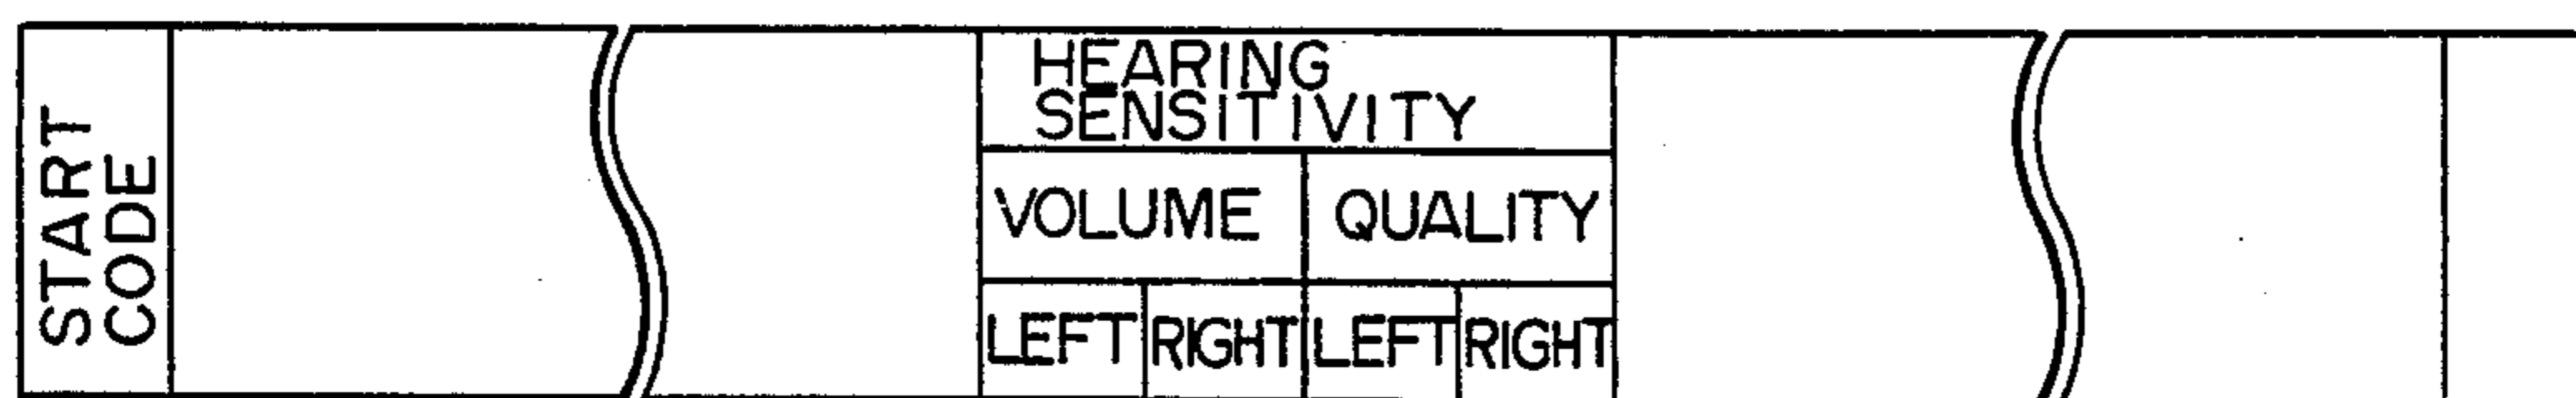 START
CODE
HEARING
SENSITIVITY
VOLUME QUALITY
LEFT RIGHT LEFT RIGHT